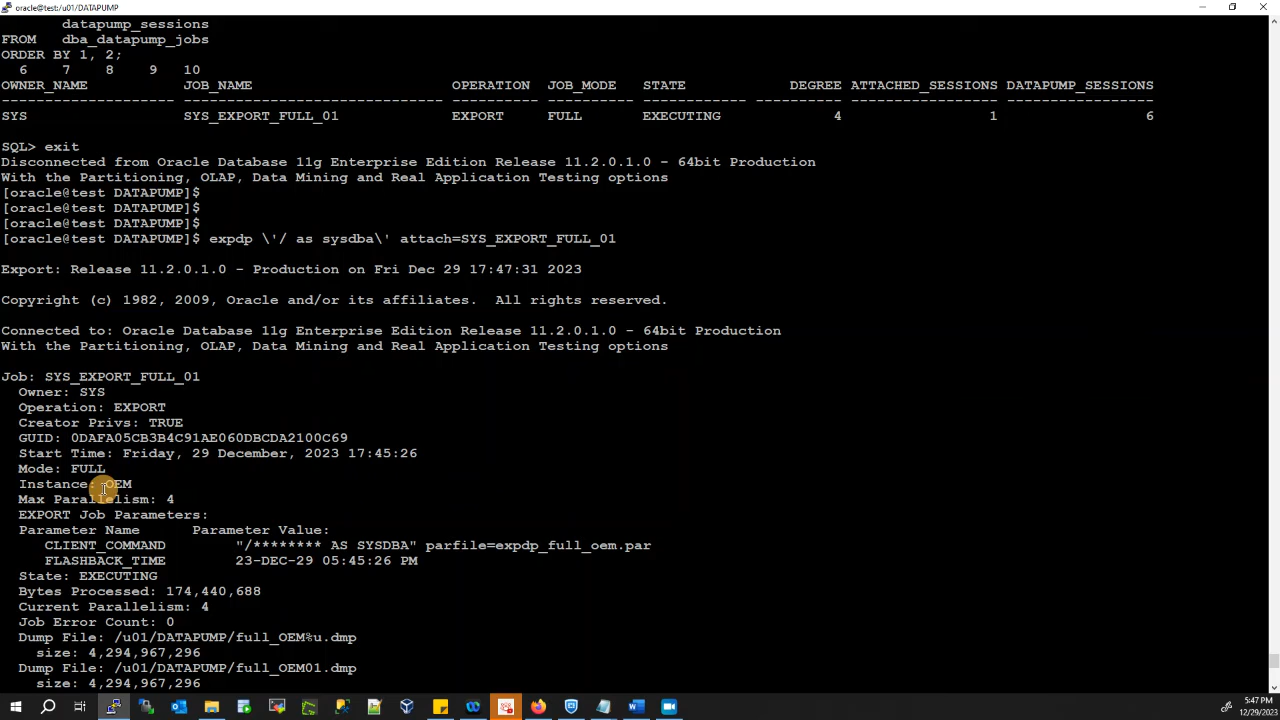 oracle@test:/u01/DATAPUMP
datapump_sessions
FROM   dba_datapump_jobs
ORDER BY 1, 2;
  6    7    8    9   10
OWNER_NAME           JOB_NAME                       OPERATION  JOB_MODE   STATE            DEGREE ATTACHED_SESSIONS DATAPUMP_SESSIONS
-------------------- ------------------------------ ---------- ---------- ------------ ---------- ----------------- -----------------
SYS                  SYS_EXPORT_FULL_01             EXPORT     FULL       EXECUTING             4                 1                 6
SQL> exit
Disconnected from Oracle Database 11g Enterprise Edition Release 11.2.0.1.0 - 64bit Production
With the Partitioning, OLAP, Data Mining and Real Application Testing options
[oracle@test DATAPUMP]$
[oracle@test DATAPUMP]$
[oracle@test DATAPUMP]$
[oracle@test DATAPUMP]$ expdp \'/ as sysdba\' attach=SYS_EXPORT_FULL_01
Export: Release 11.2.0.1.0 - Production on Fri Dec 29 17:47:31 2023
Copyright (c) 1982, 2009, Oracle and/or its affiliates.  All rights reserved.
Connected to: Oracle Database 11g Enterprise Edition Release 11.2.0.1.0 - 64bit Production
With the Partitioning, OLAP, Data Mining and Real Application Testing options
Job: SYS_EXPORT_FULL_01
  Owner: SYS
  Operation: EXPORT
  Creator Privs: TRUE
  GUID: 0DAFA05CB3B4C91AE060DBCDA2100C69
  Start Time: Friday, 29 December, 2023 17:45:26
  Mode: FULL
  Instance: OEM
  Max Parallelism: 4
  EXPORT Job Parameters:
  Parameter Name      Parameter Value:
     CLIENT_COMMAND        "/******** AS SYSDBA" parfile=expdp_full_oem.par
     FLASHBACK_TIME        23-DEC-29 05:45:26 PM
  State: EXECUTING
  Bytes Processed: 174,440,688
  Current Parallelism: 4
  Job Error Count: 0
  Dump File: /u01/DATAPUMP/full_OEM%u.dmp
    size: 4,294,967,296
  Dump File: /u01/DATAPUMP/full_OEM01.dmp
    size: 4,294,967,296
5:47 PM
12/29/2023